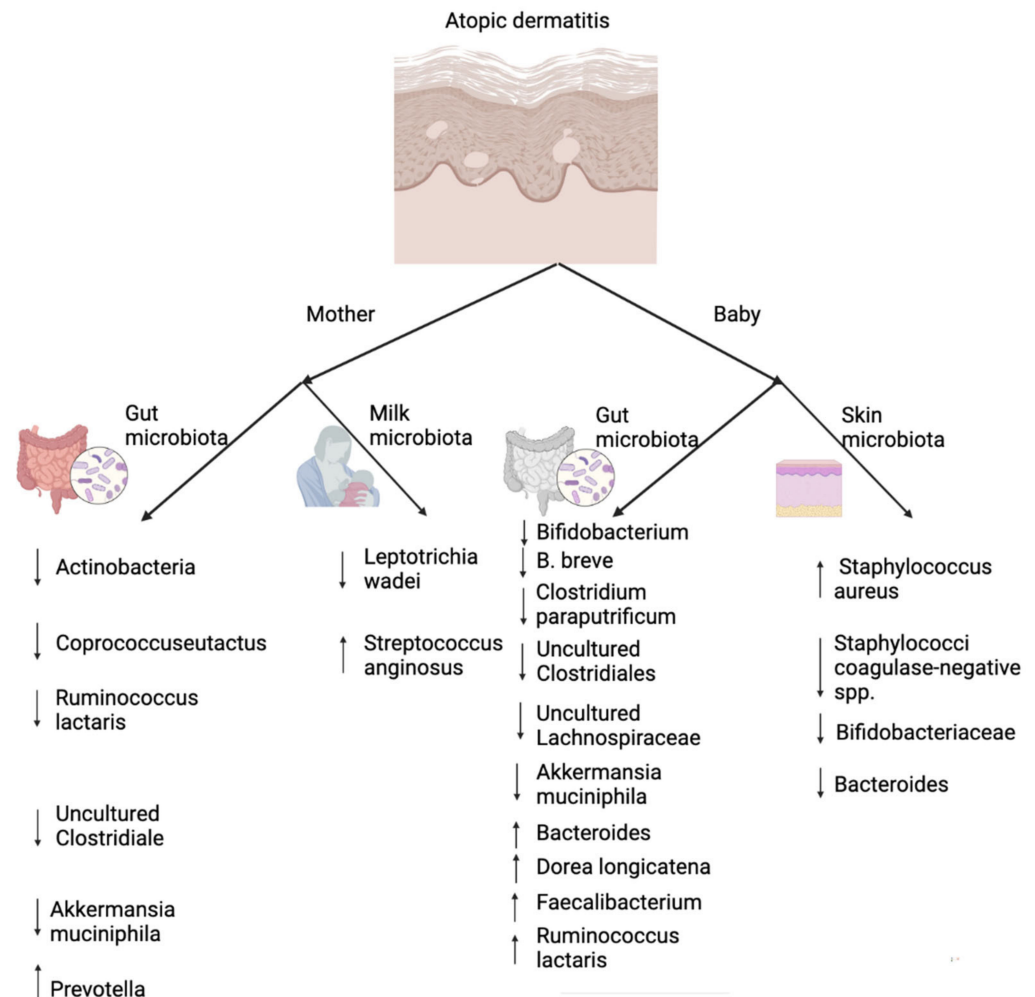 Atopic dermatitis
Mother
Baby
Gut
microbiota
Milk
microbiota
Gut
microbiota
Skin
microbiota
↓ Actinobacteria
↓ Coprococcuseutactus
↓ Ruminococcus
lactaris
↓ Uncultured
Clostridiale
↓ Akkermansia
muciniphila
↑ Prevotella
↓ Leptotrichia
wadei
↑ Streptococcus
anginosus
↓ Bifidobacterium
↓ B. breve
↓ Clostridium
paraputrificum
↓ Uncultured
Clostridiales
↓ Uncultured
Lachnospiraceae
↓ Akkermansia
muciniphila
↑ Bacteroides
↑ Dorea longicatena
↑ Faecalibacterium
↑ Ruminococcus
lactaris
↑ Staphylococcus
aureus
↓ Staphylococci
coagulase-negative
spp.
↓ Bifidobacteriaceae
↓ Bacteroides